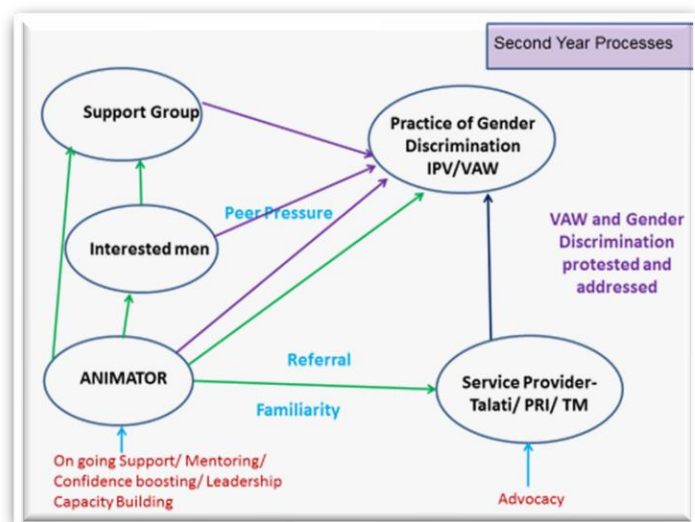 Second Year Processes
Support Group
Practice of Gender
Discrimination
IPV/VAW
Peer Pressure
VAW and Gender
Discrimination
protested and
addressed
Interested men
Referral
ANIMATOR
Service Provider-
Talati/ PRI/ TM
Familiarity
On going Support/ Mentoring/
Confidence boosting/ Leadership
Capacity Building
Advocacy